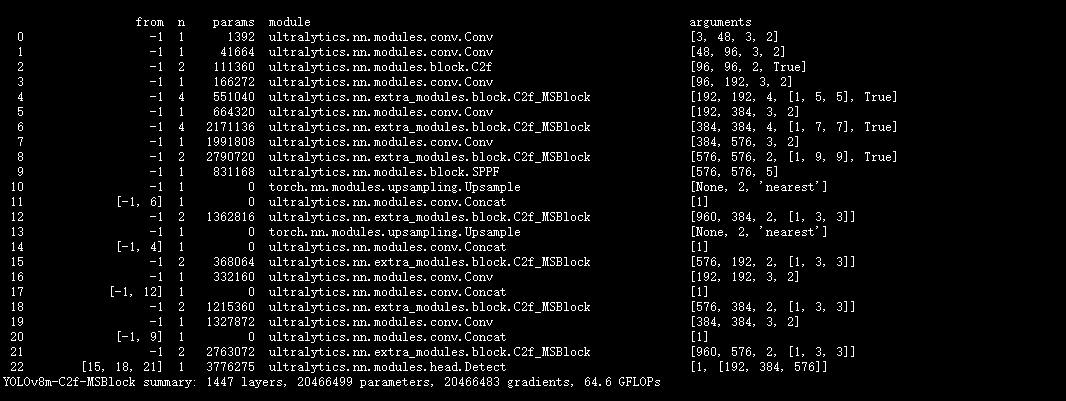 from n params module arguments
0 -1 1 1392 ultralytics.nn.modules.conv.Conv [3, 48, 3, 2]
1 -1 1 41664 ultralytics.nn.modules.conv.Conv [48, 96, 3, 2]
2 -1 2 111360 ultralytics.nn.modules.block.C2f [96, 96, 2, True]
3 -1 1 166272 ultralytics.nn.modules.conv.Conv [96, 192, 3, 2]
4 -1 4 551040 ultralytics.nn.extra_modules.block.C2f_MSBlock [192, 192, 4, [1, 5, 5], True]
5 -1 1 664320 ultralytics.nn.modules.conv.Conv [192, 384, 3, 2]
6 -1 4 2171136 ultralytics.nn.extra_modules.block.C2f_MSBlock [384, 384, 4, [1, 7, 7], True]
7 -1 1 1991808 ultralytics.nn.modules.conv.Conv [384, 576, 3, 2]
8 -1 2 2790720 ultralytics.nn.extra_modules.block.C2f_MSBlock [576, 576, 2, [1, 9, 9], True]
9 -1 1 831168 ultralytics.nn.modules.block.SPPF [576, 576, 5]
10 -1 1 0 torch.nn.modules.upsampling.Upsample [None, 2, 'nearest']
11 [-1, 6] 1 0 ultralytics.nn.modules.conv.Concat [1]
12 -1 2 1362816 ultralytics.nn.extra_modules.block.C2f_MSBlock [960, 384, 2, [1, 3, 3]]
13 -1 1 0 torch.nn.modules.upsampling.Upsample [None, 2, 'nearest']
14 [-1, 4] 1 0 ultralytics.nn.modules.conv.Concat [1]
15 -1 2 368064 ultralytics.nn.extra_modules.block.C2f_MSBlock [576, 192, 2, [1, 3, 3]]
16 -1 1 332160 ultralytics.nn.modules.conv.Conv [192, 192, 3, 2]
17 [-1, 12] 1 0 ultralytics.nn.modules.conv.Concat [1]
18 -1 2 1215360 ultralytics.nn.extra_modules.block.C2f_MSBlock [576, 384, 2, [1, 3, 3]]
19 -1 1 1327872 ultralytics.nn.modules.conv.Conv [384, 384, 3, 2]
20 [-1, 9] 1 0 ultralytics.nn.modules.conv.Concat [1]
21 -1 2 2763072 ultralytics.nn.extra_modules.block.C2f_MSBlock [960, 576, 2, [1, 3, 3]]
22 [15, 18, 21] 1 3776275 ultralytics.nn.modules.head.Detect [1, [192, 384, 576]]
YOLOv8m-C2f-MSBlock summary: 1447 layers, 20466499 parameters, 20466483 gradients, 64.6 GFLOPs